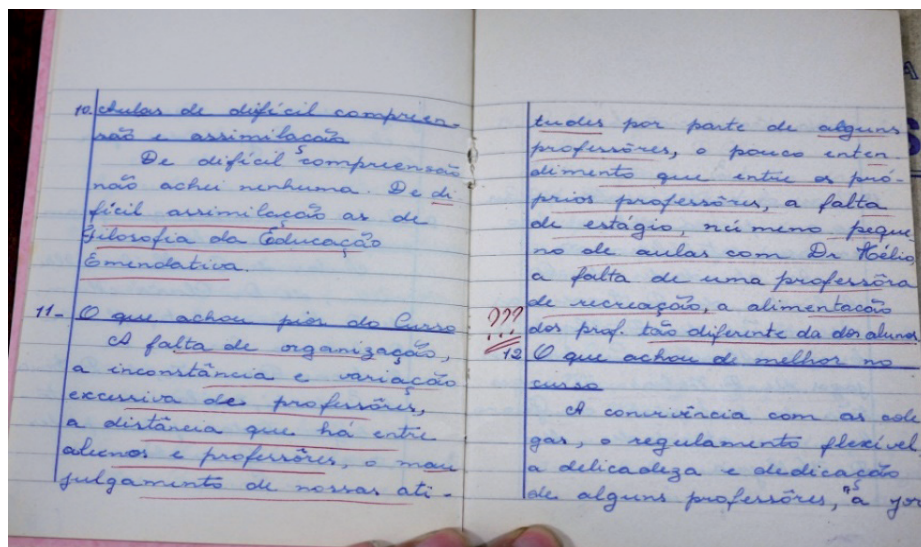 10. Aulas de difícil compreen-
são e assimilação
De difícil compreensão
não achei nenhuma. De di
fícil assimilação as de
Filosofia da Educação
Emendativa.
11- O que achou pior do Curso
A falta de organização,
a inconstância e variação
excessiva de professôres,
a distância que há entre
alunos e professôres, o mau
julgamento de nossas ati-
tudes por parte de alguns
professôres, o pouco enten
dimento que entre os pró-
prios professôres, a falta
de estágio, número peque
no de aulas com Dr Hélio,
a falta de uma professôra
de recreação, a alimentação
???
dos prof. tão diferente da dos alunos
12 O que achou de melhor no
curso
A convivência com as cole
gas, o regulamento flexível
a delicadeza e dedicação
de alguns professôres, a